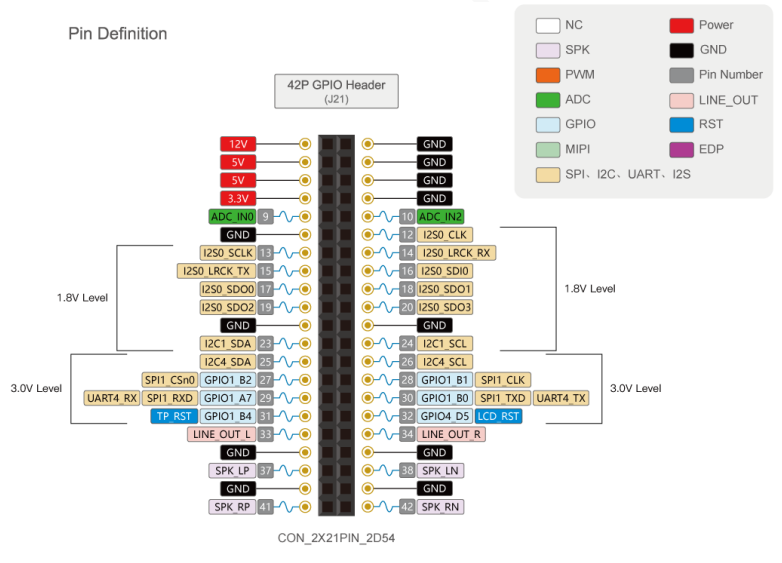 Pin Definition
NC
Power
SPK
GND
PWM
Pin Number
ADC
LINE_OUT
GPIO
RST
MIPI
EDP
SPI、I2C、UART、I2S
42P GPIO Header
(J21)
12V
GND
5V
GND
5V
GND
3.3V
GND
ADC_IN0 9
10 ADC_IN2
GND
12 I2S0_CLK
I2S0_SCLK 13
14 I2S0_LRCK_RX
I2S0_LRCK_TX 15
16 I2S0_SDI0
I2S0_SDO0 17
18 I2S0_SDO1
1.8V Level
1.8V Level
I2S0_SDO2 19
20 I2S0_SDO3
GND
GND
I2C1_SDA 23
24 I2C1_SCL
I2C4_SDA 25
26 I2C4_SCL
SPI1_CSn0 GPIO1_B2 27
28 GPIO1_B1 SPI1_CLK
3.0V Level
3.0V Level
UART4_RX SPI1_RXD GPIO1_A7 29
30 GPIO1_B0 SPI1_TXD UART4_TX
TP_RST GPIO1_B4 31
32 GPIO4_D5 LCD_RST
LINE_OUT_L 33
34 LINE_OUT_R
GND
GND
SPK_LP 37
38 SPK_LN
GND
GND
SPK_RP 41
42 SPK_RN
CON_2X21PIN_2D54